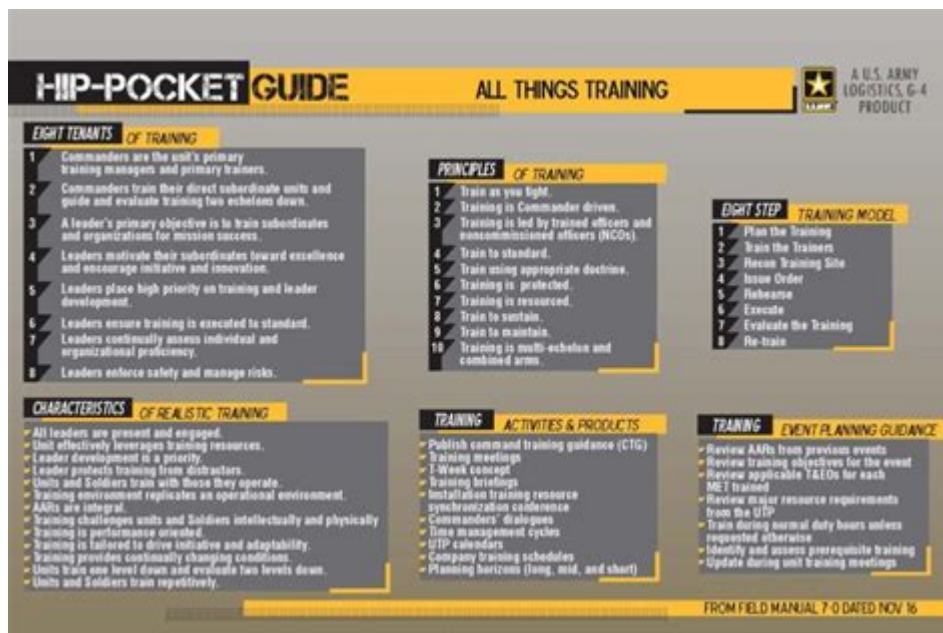 HIP-POCKET GUIDE
ALL THINGS TRAINING
A U.S. ARMY
LOGISTICS, G-4
PRODUCT
EIGHT TENANTS OF TRAINING
1 Commanders are the unit's primary
training managers and primary trainers.
2 Commanders train their direct subordinate units and
guide and evaluate training two echelons down.
3 A leader's primary objective is to train subordinates
and organizations for mission success.
4 Leaders motivate their subordinates toward excellence
and encourage initiative and innovation.
5 Leaders place high priority on training and leader
development.
6 Leaders ensure training is executed to standard.
7 Leaders continually assess individual and
organizational proficiency.
8 Leaders enforce safety and manage risks.
PRINCIPLES OF TRAINING
1 Train as you fight.
2 Training is Commander driven.
3 Training is led by trained officers and
noncommissioned officers (NCOs).
4 Train to standard.
5 Train using appropriate doctrine.
6 Training is protected.
7 Training is resourced.
8 Train to sustain.
9 Train to maintain.
10 Training is multi-echelon and
combined arms.
EIGHT STEP TRAINING MODEL
1 Plan the Training
2 Train the Trainers
3 Recon Training Site
4 Issue Order
5 Rehearse
6 Execute
7 Evaluate the Training
8 Re-train
CHARACTERISTICS OF REALISTIC TRAINING
All leaders are present and engaged.
Unit effectively leverages training resources.
Leader development is a priority.
Leader protects training from distractors.
Units and Soldiers train with those they operate.
Training environment replicates an operational environment.
AARs are integral.
Training challenges units and Soldiers intellectually and physically
Training is performance oriented.
Training is tailored to drive initiative and adaptability.
Training provides continually changing conditions.
Units train one level down and evaluate two levels down.
Units and Soldiers train repetitively.
TRAINING ACTIVITIES & PRODUCTS
Publish command training guidance (CTG)
Training meetings
T-Week concept
Training briefings
Installation training resource
synchronization conference
Commanders' dialogues
Time management cycles
UTP calendars
Company training schedules
Planning horizons (long, mid, and short)
TRAINING EVENT PLANNING GUIDANCE
Review AARs from previous events
Review training objectives for the event
Review applicable T&EOs for each
MET trained
Review major resource requirements
from the UTP
Train during normal duty hours unless
requested otherwise
Identify and assess prerequisite training
Update during unit training meetings
FROM FIELD MANUAL 7-0 DATED NOV 16